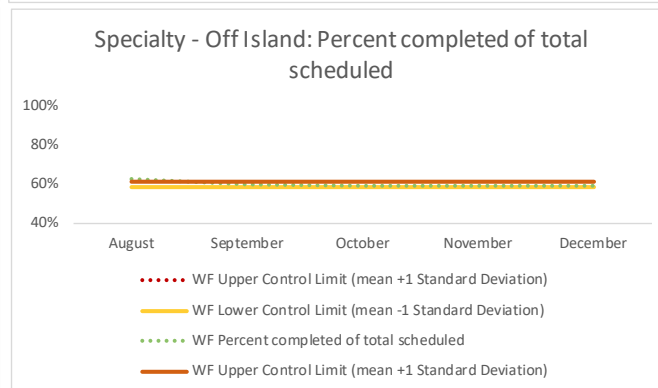 Specialty - Off Island: Percent completed of total
scheduled
100%
80%
60%
40%
August September October November December
WF Upper Control Limit (mean +1 Standard Deviation)
WF Lower Control Limit (mean -1 Standard Deviation)
WF Percent completed of total scheduled
WF Upper Control Limit (mean +1 Standard Deviation)